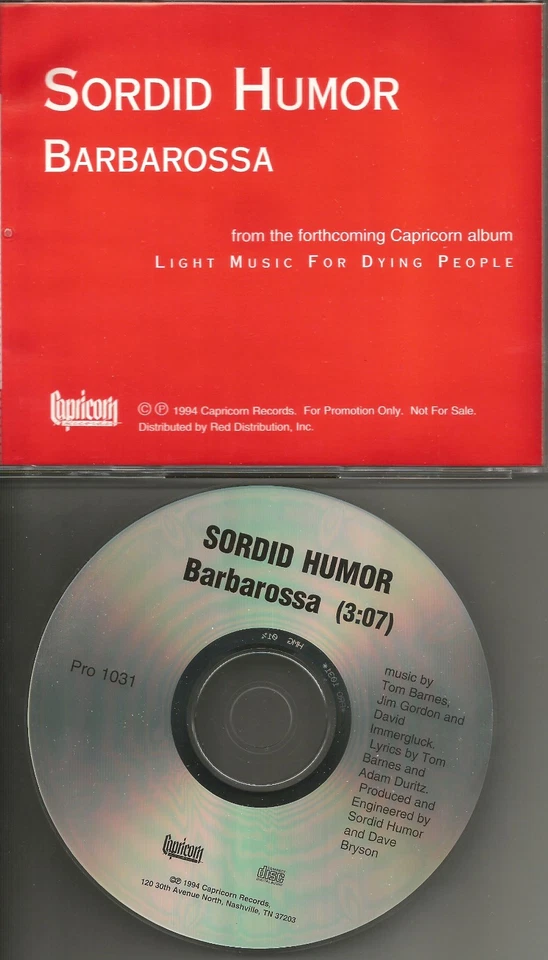 SORDID HUMOR
BARBAROSSA
from the forthcoming Capricorn album
LIGHT MUSIC FOR DYING PEOPLE
Capricorn
records
© ℗ 1994 Capricorn Records. For Promotion Only. Not For Sale.
Distributed by Red Distribution, Inc.
SORDID HUMOR
Barbarossa (3:07)
Pro 1031
music by
Tom Barnes,
Jim Gordon and
David
Immergluck.
Lyrics by Tom
Barnes and
Adam Duritz.
Produced and
Engineered by
Sordid Humor
and Dave
Bryson
Capricorn
disc
©℗ 1994 Capricorn Records,
120 30th Avenue North, Nashville, TN 37203